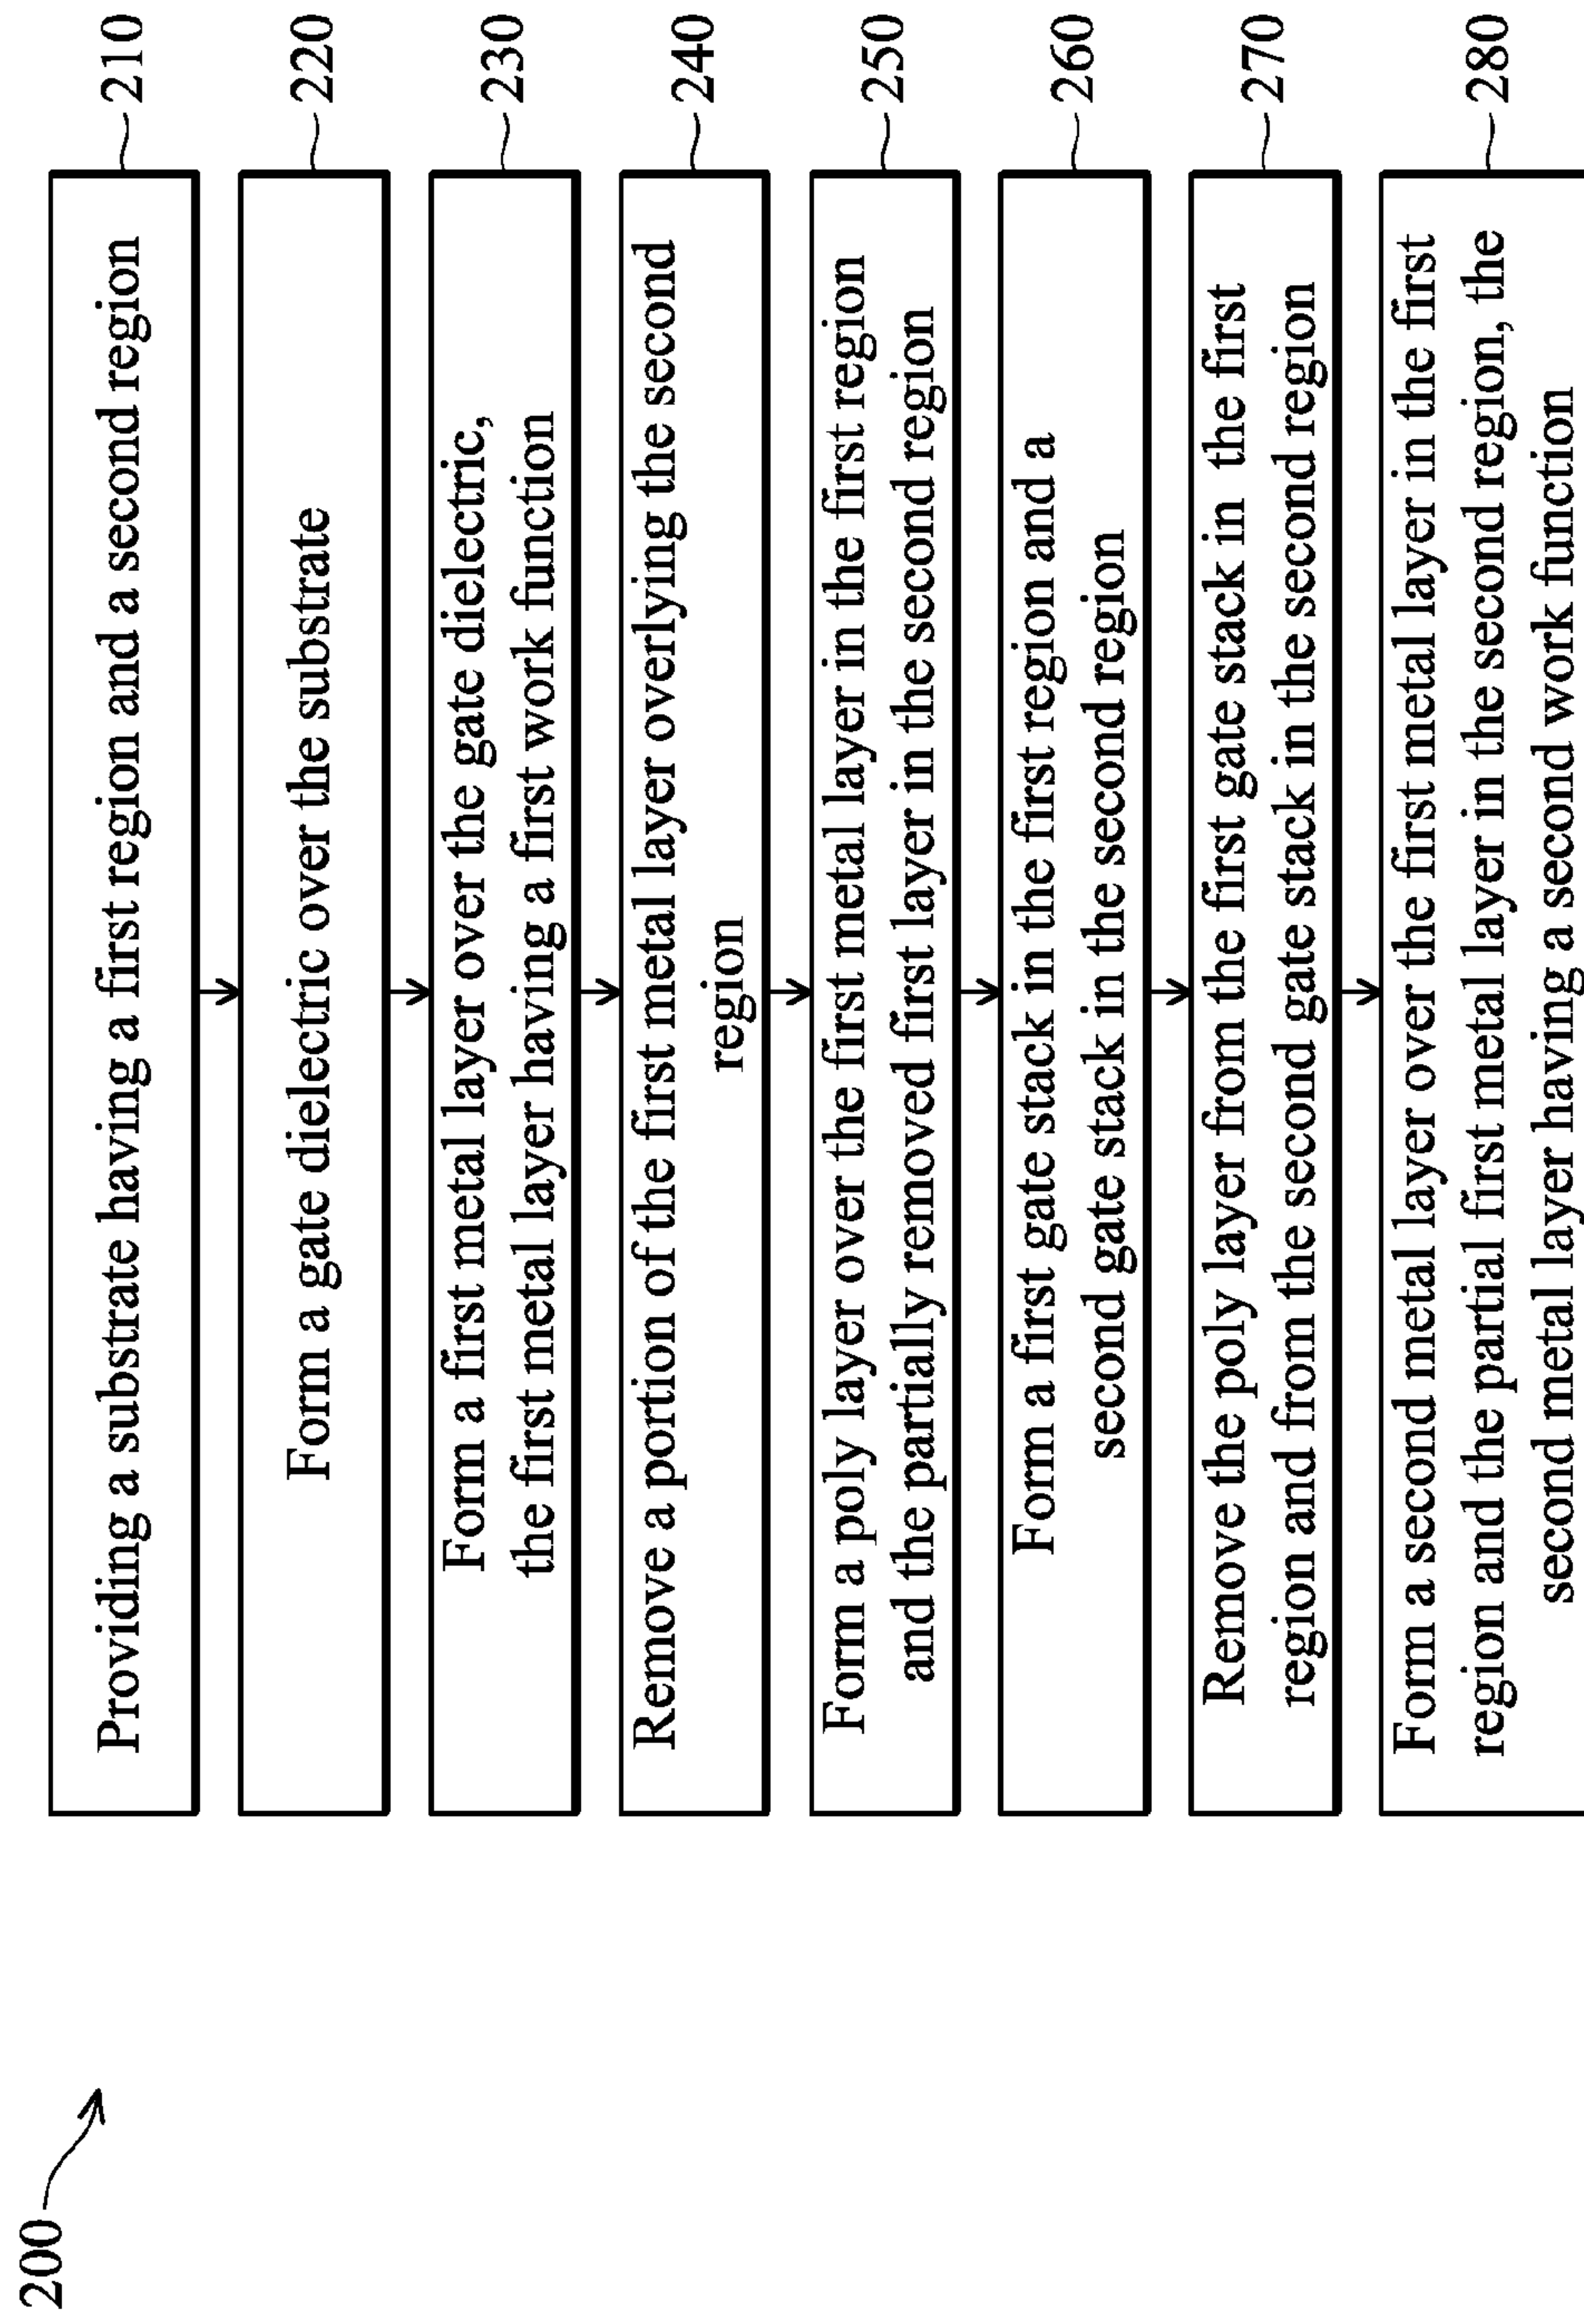 200
Providing a substrate having a first region and a second region
210
Form a gate dielectric over the substrate
220
Form a first metal layer over the gate dielectric,
the first metal layer having a first work function
230
Remove a portion of the first metal layer overlying the second
region
240
Form a poly layer over the first metal layer in the first region
and the partially removed first layer in the second region
250
Form a first gate stack in the first region and a
second gate stack in the second region
260
Remove the poly layer from the first gate stack in the first
region and from the second gate stack in the second region
270
Form a second metal layer over the first metal layer in the first
region and the partial first metal layer in the second region, the
second metal layer having a second work function
280